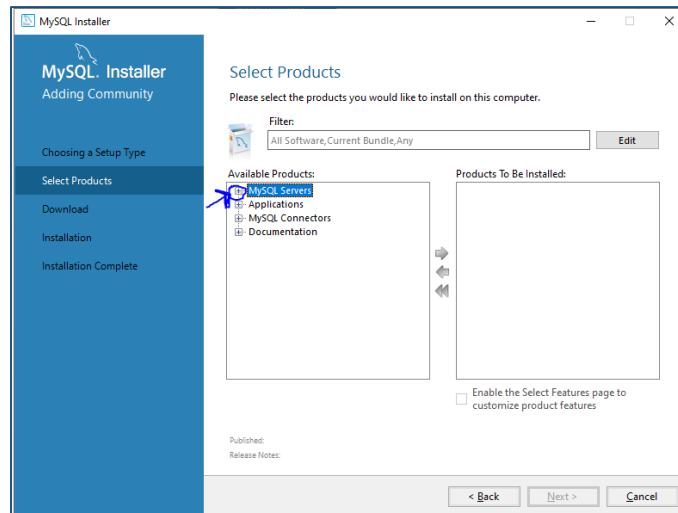 MySQL Installer
MySQL. Installer
Adding Community
Choosing a Setup Type
Select Products
Download
Installation
Installation Complete
Select Products
Please select the products you would like to install on this computer.
Filter:
All Software,Current Bundle,Any
Edit
Available Products:
MySQL Servers
Applications
MySQL Connectors
Documentation
Products To Be Installed:
Enable the Select Features page to
customize product features
Published:
Release Notes:
< Back
Next >
Cancel